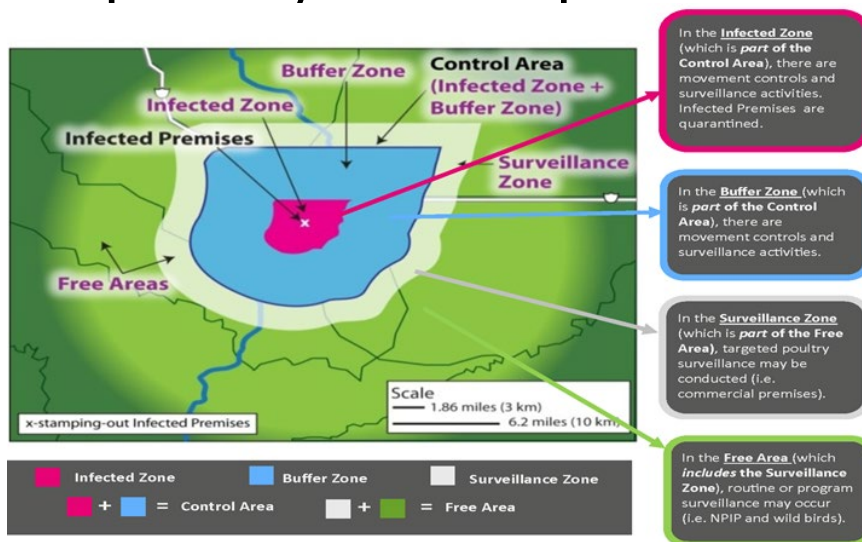 Buffer Zone
Control Area
(Infected Zone +
Buffer Zone)
Infected Zone
Infected Premises
Surveillance
Zone
Free Areas
Scale
1.86 miles (3 km)
6.2 miles (10 km)
x-stamping-out Infected Premises
In the Infected Zone
(which is part of the
Control Area), there are
movement controls and
surveillance activities.
Infected Premises are
quarantined.
In the Buffer Zone (which
is part of the Control
Area), there are
movement controls and
surveillance activities.
In the Surveillance Zone
(which is part of the Free
Area), targeted poultry
surveillance may be
conducted (i.e.
commercial premises).
In the Free Area (which
includes the Surveillance
Zone), routine or program
surveillance may occur
(i.e. NPIP and wild birds).
Infected Zone
Buffer Zone
Surveillance Zone
+ = Control Area
+ = Free Area